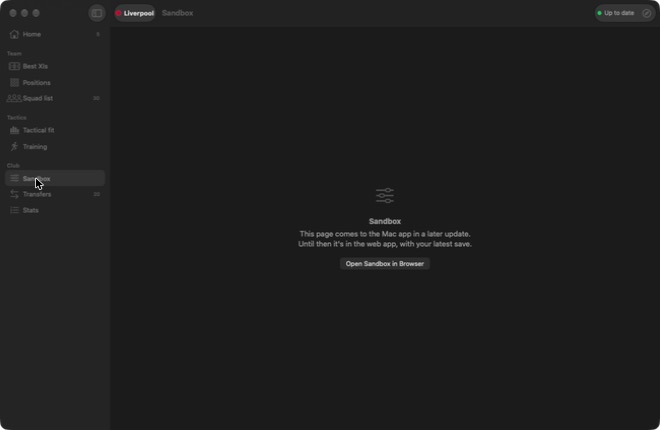 Liverpool
Sandbox
Up to date
Home
Team
Best XIs
Positions
Squad list
Tactics
Tactical fit
Training
Club
Sandbox
Transfers
Stats
Sandbox
This page comes to the Mac app in a later update.
Until then it's in the web app, with your latest save.
Open Sandbox in Browser